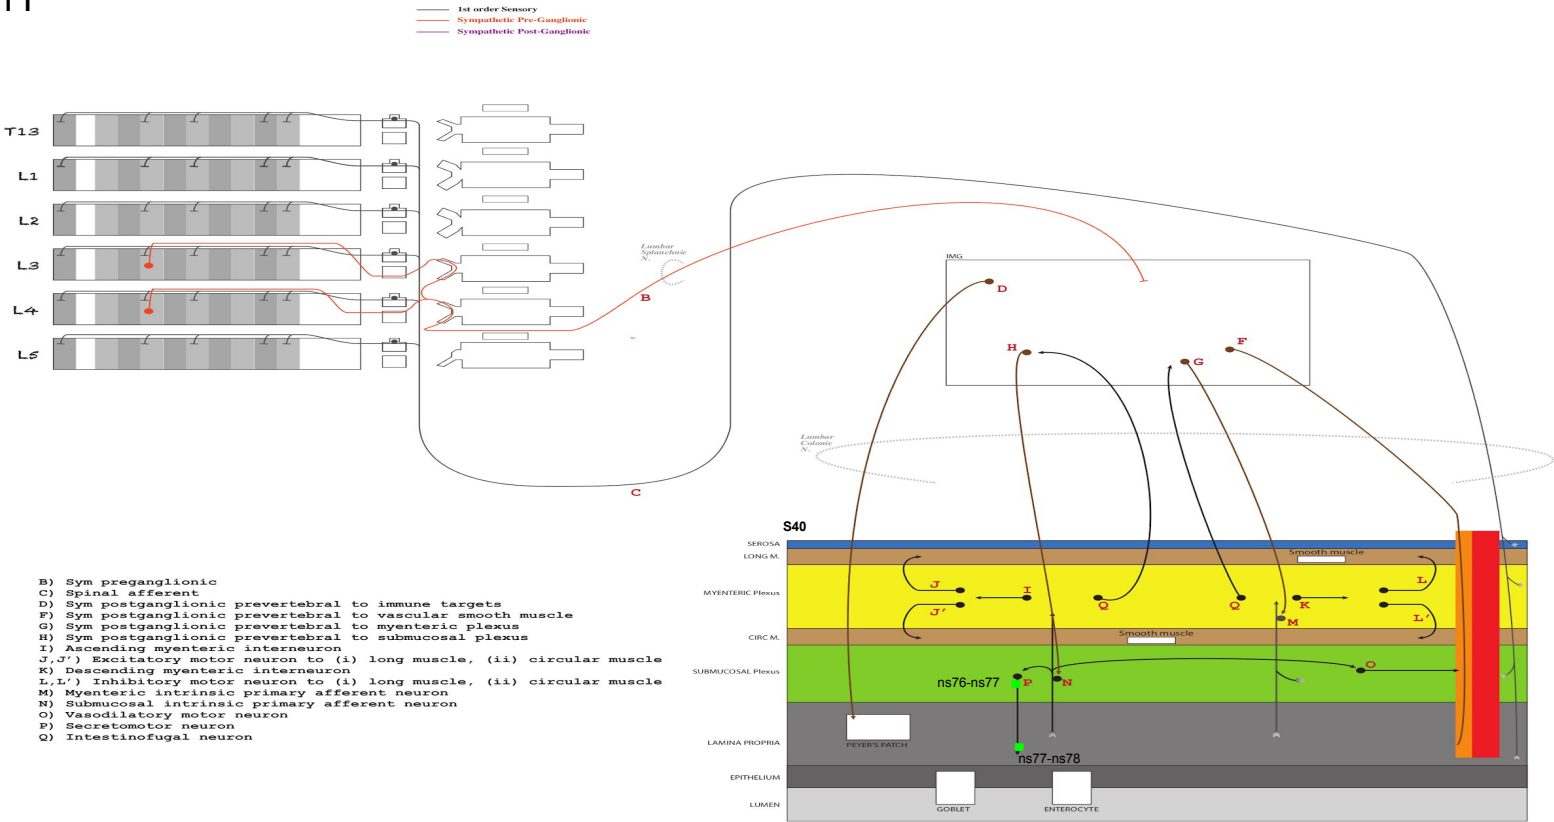 1st order Sensory
Sympathetic Pre-Ganglionic
Sympathetic Post-Ganglionic
T13
L1
L2
L3
L4
L5
Lumbar
Splanchnic
N.
B
C
IMG
D
H
G
F
Lumbar
Colonic
N.
S40
SEROSA
LONG M.
Smooth muscle
MYENTERIC Plexus
J
J'
I
Q
Q
K
L
L'
M
CIRC M.
Smooth muscle
SUBMUCOSAL Plexus
ns76-ns77
P
N
O
LAMINA PROPRIA
PEYER'S PATCH
ns77-ns78
EPITHELIUM
GOBLET
ENTEROCYTE
LUMEN
B) Sym preganglionic
C) Spinal afferent
D) Sym postganglionic prevertebral to immune targets
F) Sym postganglionic prevertebral to vascular smooth muscle
G) Sym postganglionic prevertebral to myenteric plexus
H) Sym postganglionic prevertebral to submucosal plexus
I) Ascending myenteric interneuron
J,J') Excitatory motor neuron to (i) long muscle, (ii) circular muscle
K) Descending myenteric interneuron
L,L') Inhibitory motor neuron to (i) long muscle, (ii) circular muscle
M) Myenteric intrinsic primary afferent neuron
N) Submucosal intrinsic primary afferent neuron
O) Vasodilatory motor neuron
P) Secretomotor neuron
Q) Intestinofugal neuron